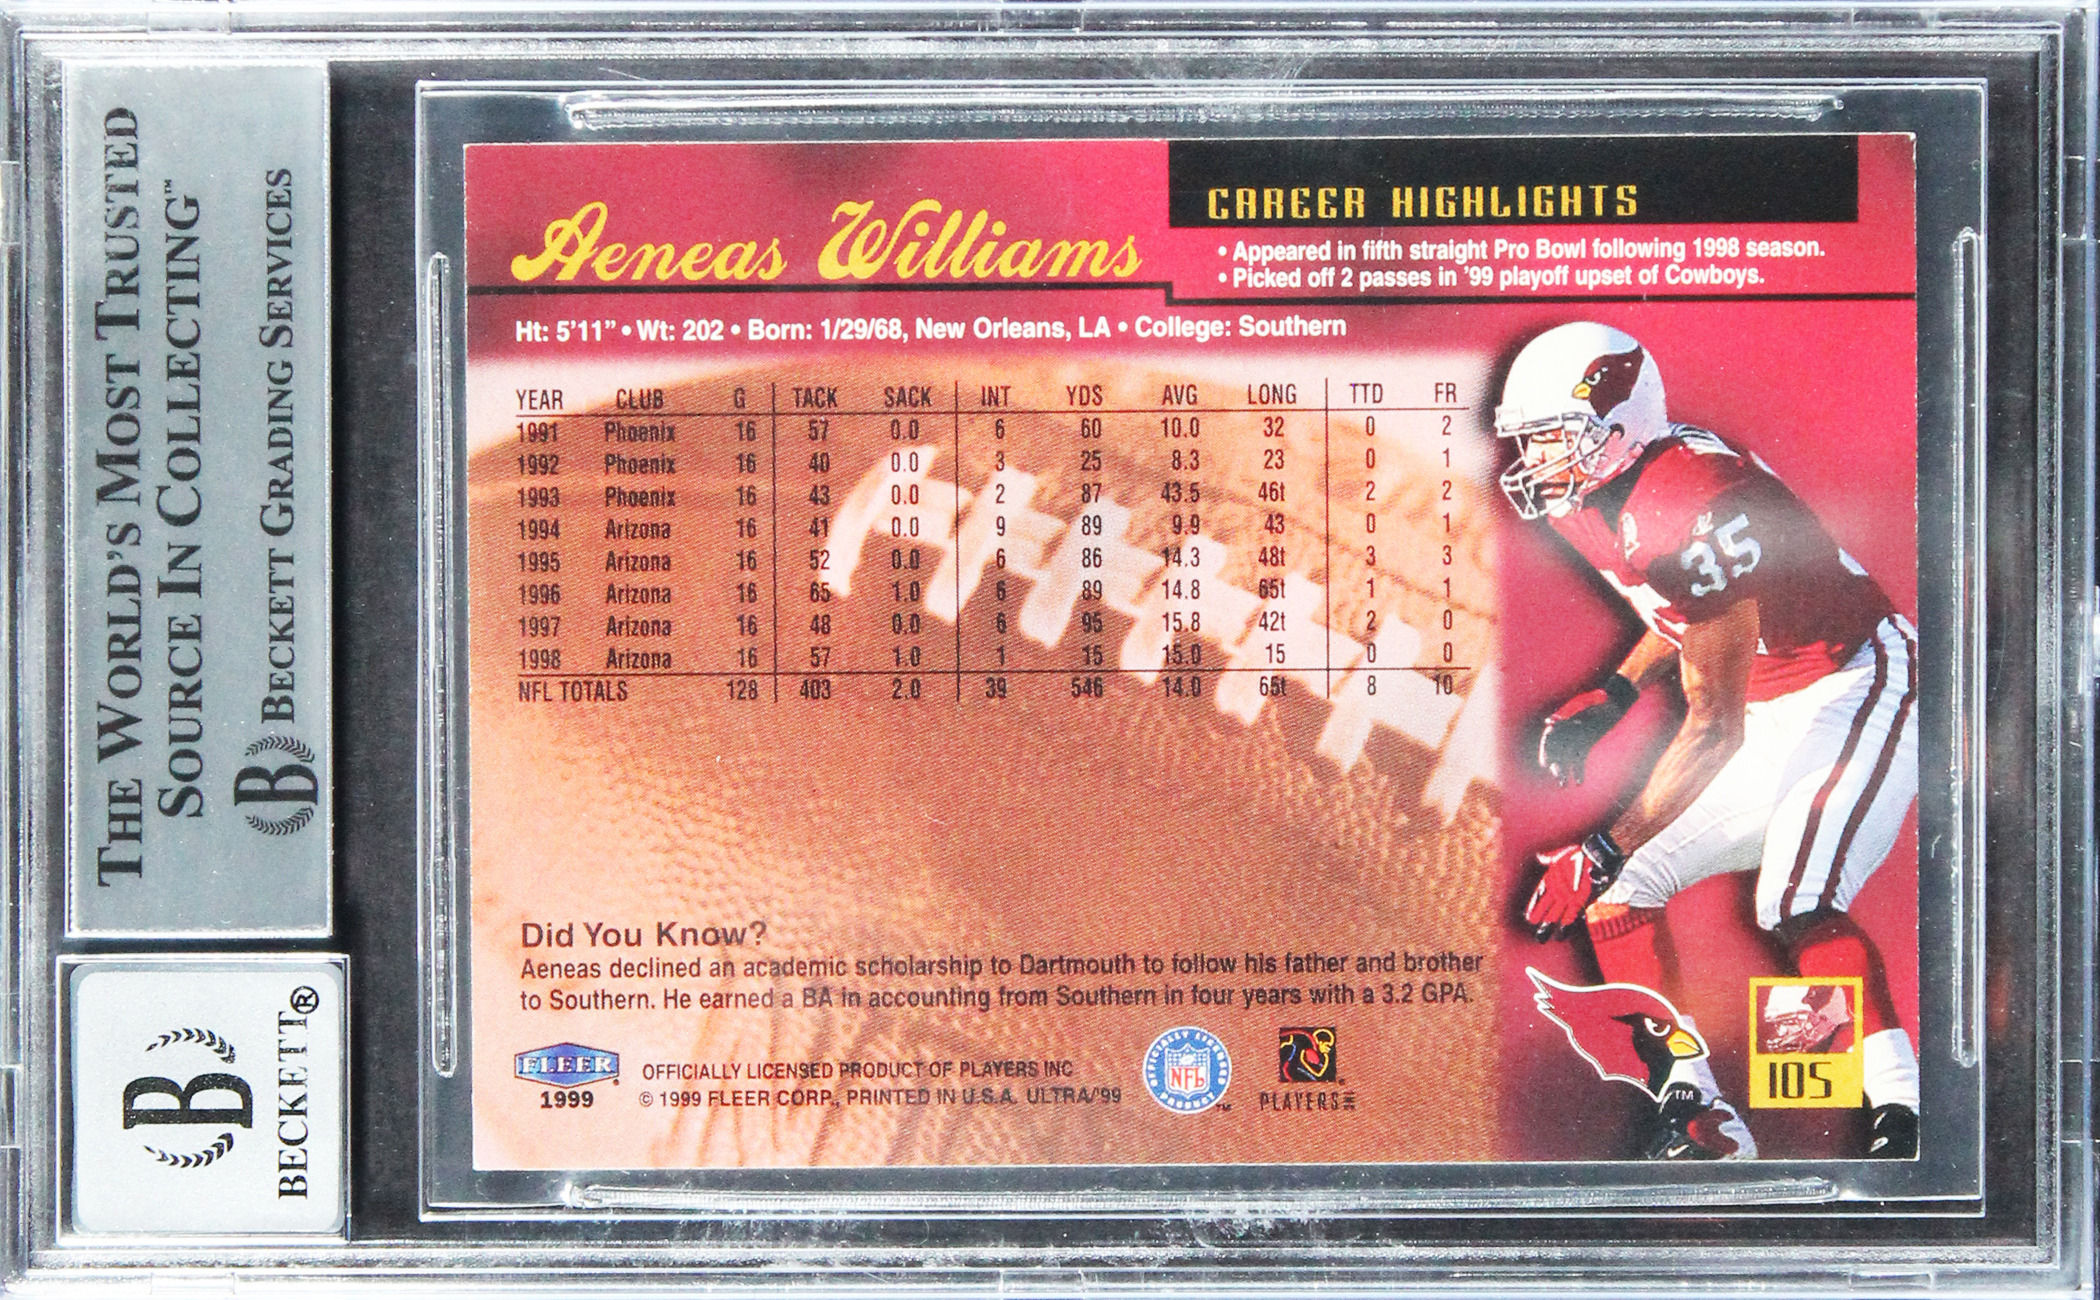 THE WORLD'S MOST TRUSTED
SOURCE IN COLLECTING™
B BECKETT GRADING SERVICES
B
BECKETT®
Aeneas Williams
CAREER HIGHLIGHTS
• Appeared in fifth straight Pro Bowl following 1998 season.
• Picked off 2 passes in '99 playoff upset of Cowboys.
Ht: 5'11" • Wt: 202 • Born: 1/29/68, New Orleans, LA • College: Southern
YEAR CLUB G TACK SACK INT YDS AVG LONG TTD FR
1991 Phoenix 16 57 0.0 6 60 10.0 32 0 2
1992 Phoenix 16 40 0.0 3 25 8.3 23 0 1
1993 Phoenix 16 43 0.0 2 87 43.5 46t 2 2
1994 Arizona 16 41 0.0 9 89 9.9 43 0 1
1995 Arizona 16 52 0.0 6 86 14.3 48t 3 3
1996 Arizona 16 65 1.0 6 89 14.8 65t 1 1
1997 Arizona 16 48 0.0 6 95 15.8 42t 2 0
1998 Arizona 16 57 1.0 1 15 15.0 15 0 0
NFL TOTALS 128 403 2.0 39 546 14.0 65t 8 10
35
Did You Know?
Aeneas declined an academic scholarship to Dartmouth to follow his father and brother
to Southern. He earned a BA in accounting from Southern in four years with a 3.2 GPA.
FLEER®
1999
OFFICIALLY LICENSED PRODUCT OF PLAYERS INC
© 1999 FLEER CORP., PRINTED IN U.S.A. ULTRA/'99
OFFICIALLY LICENSED PRODUCT
NFL
™
PLAYERS INC
™
105